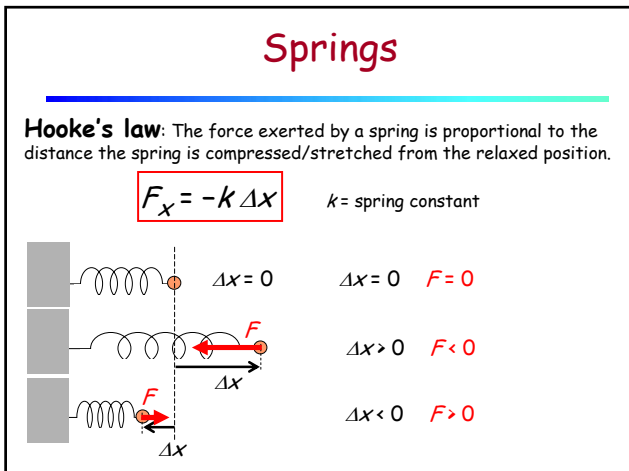 Springs
Hooke's law: The force exerted by a spring is proportional to the
distance the spring is compressed/stretched from the relaxed position.
Fₓ = -k Δx k = spring constant
Δx = 0 Δx = 0 F = 0
F Δx > 0 F < 0
Δx
F Δx < 0 F > 0
Δx